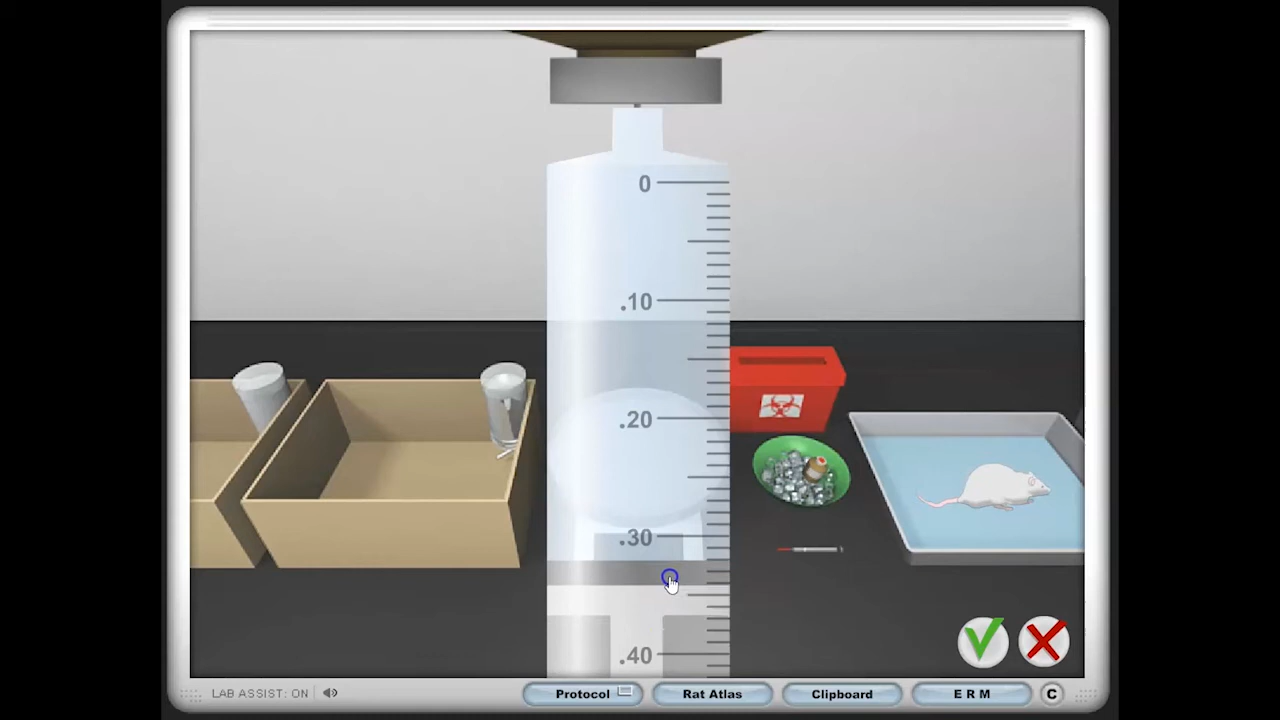 0
.10
.20
.30
.40
LAB ASSIST: ON
Protocol
Rat Atlas
Clipboard
E R M
C